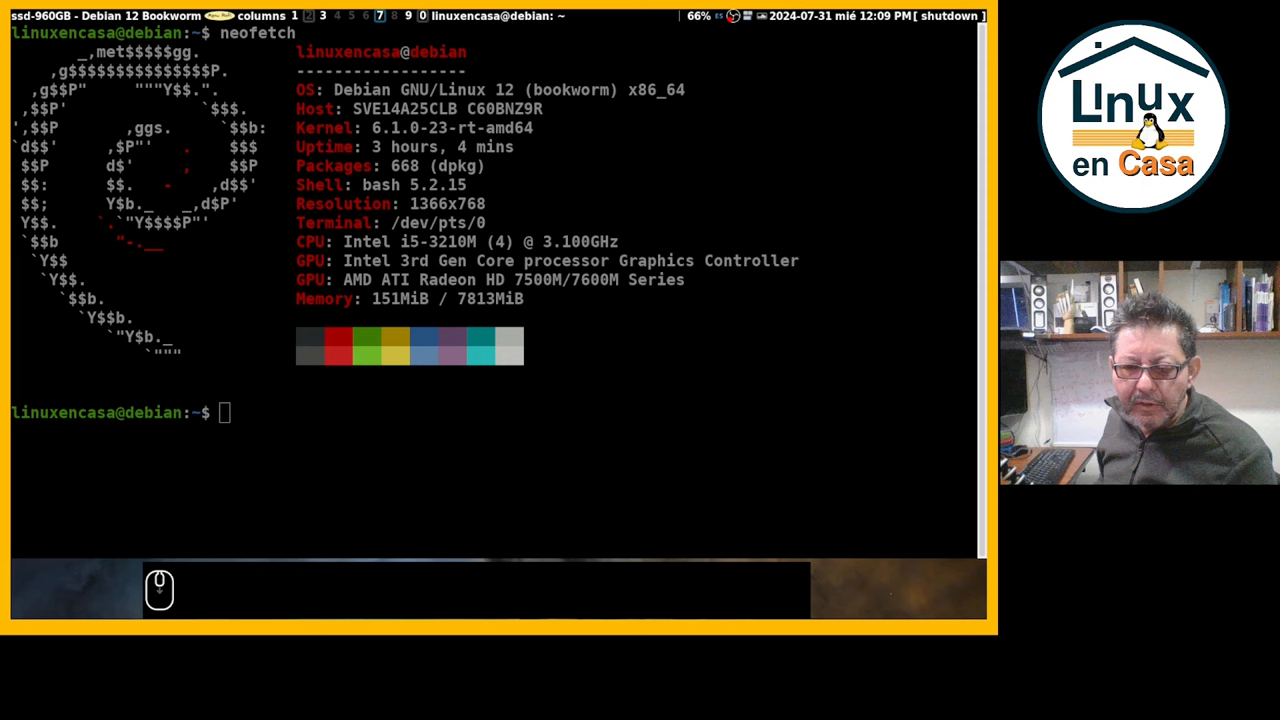 ssd-960GB - Debian 12 Bookworm Menu Philo columns 1 2 3 4 5 6 7 8 9 0 linuxencasa@debian: ~ 66% ES 2024-07-31 mié 12:09 PM [ shutdown ]
linuxencasa@debian:~$ neofetch
linuxencasa@debian
------------------
OS: Debian GNU/Linux 12 (bookworm) x86_64
Host: SVE14A25CLB C60BNZ9R
Kernel: 6.1.0-23-rt-amd64
Uptime: 3 hours, 4 mins
Packages: 668 (dpkg)
Shell: bash 5.2.15
Resolution: 1366x768
Terminal: /dev/pts/0
CPU: Intel i5-3210M (4) @ 3.100GHz
GPU: Intel 3rd Gen Core processor Graphics Controller
GPU: AMD ATI Radeon HD 7500M/7600M Series
Memory: 151MiB / 7813MiB
linuxencasa@debian:~$
Linux
en Casa